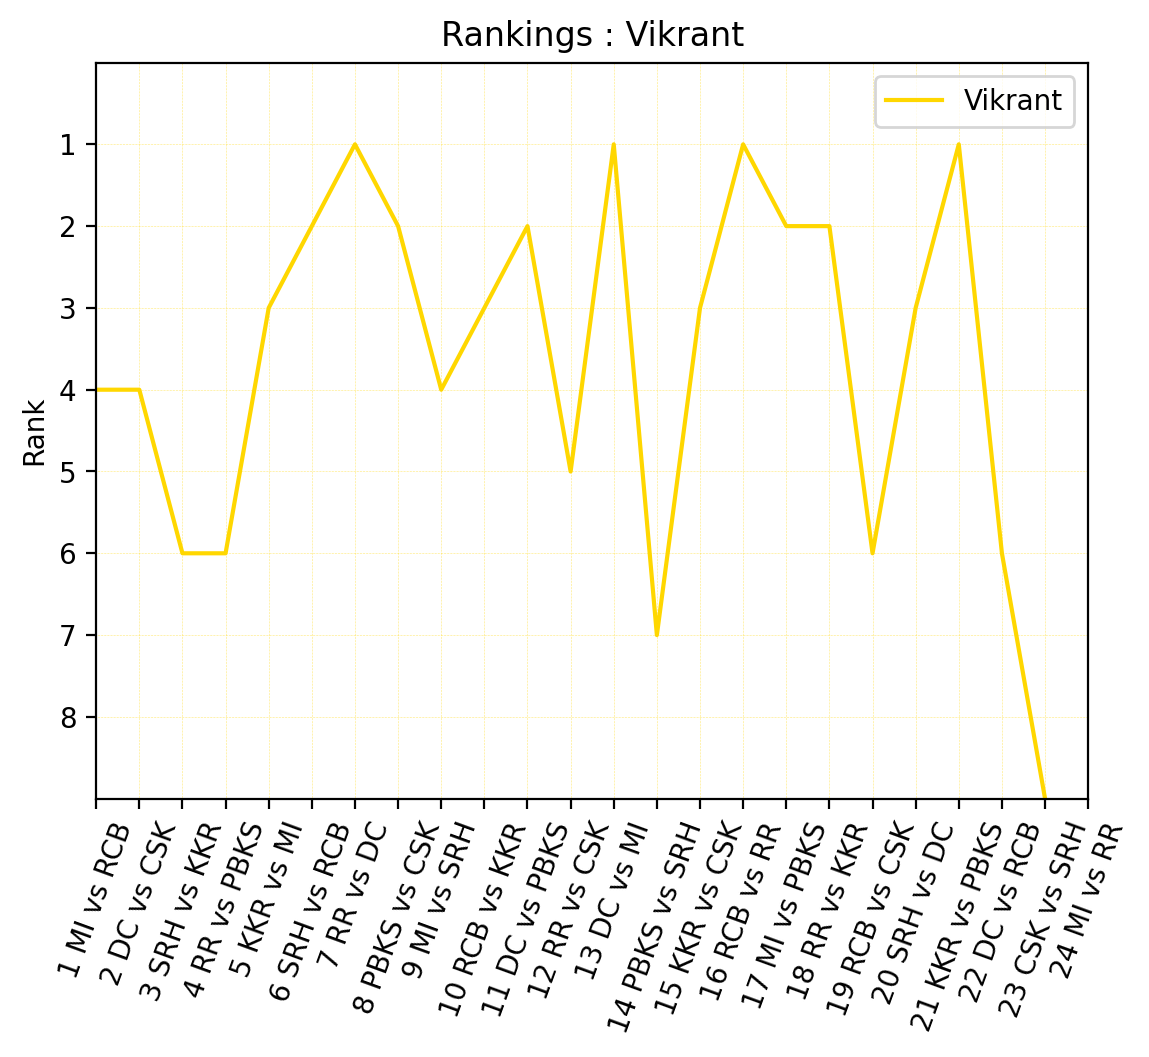 Rankings : Vikrant
Vikrant
Rank
1
2
3
4
5
6
7
8
1 MI vs RCB
2 DC vs CSK
3 SRH vs KKR
4 RR vs PBKS
5 KKR vs MI
6 SRH vs RCB
7 RR vs DC
8 PBKS vs CSK
9 MI vs SRH
10 RCB vs KKR
11 DC vs PBKS
12 RR vs CSK
13 DC vs MI
14 PBKS vs SRH
15 KKR vs CSK
16 RCB vs RR
17 MI vs PBKS
18 RR vs KKR
19 RCB vs CSK
20 SRH vs DC
21 KKR vs PBKS
22 DC vs RCB
23 CSK vs SRH
24 MI vs RR